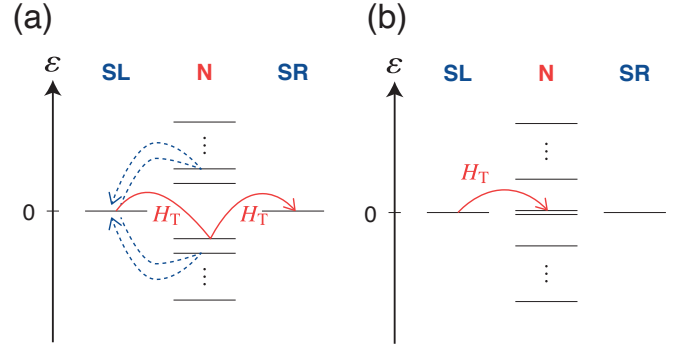 (a)
ε SL N SR
0
H_T H_T
(b)
ε SL N SR
H_T
0